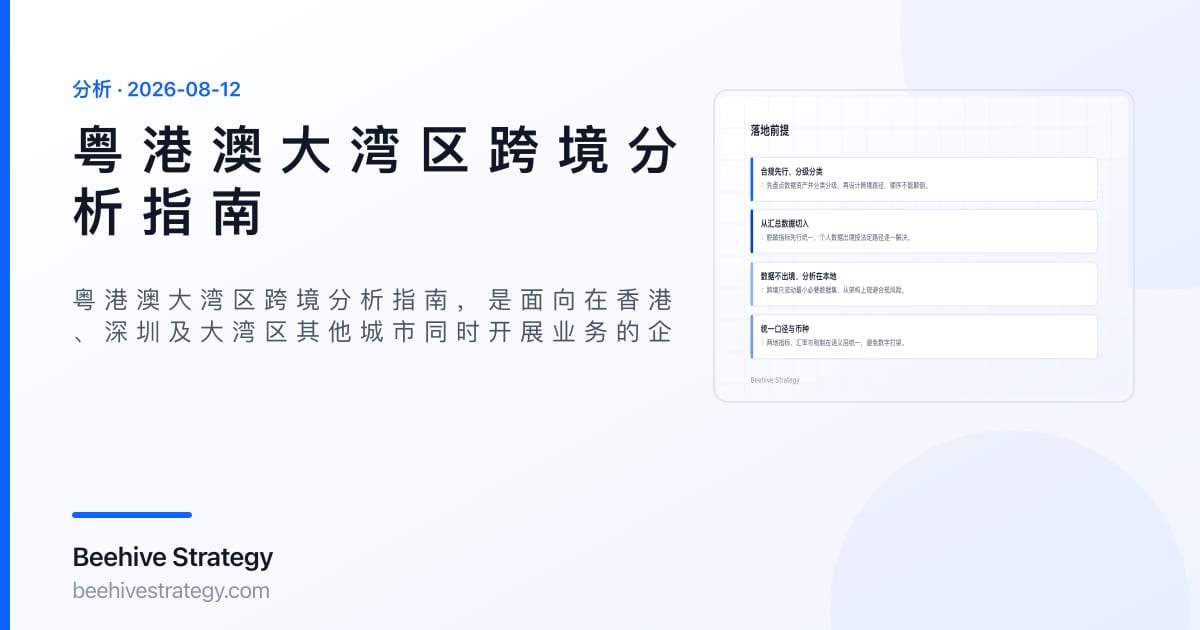 分析 · 2026-08-12
粤港澳大湾区跨境分
析指南
粤港澳大湾区跨境分析指南，是面向在香港
、深圳及大湾区其他城市同时开展业务的企
落地前提
合规先行、分级分类
：先盘点数据资产并分类分级，再设计跨境路径，顺序不能颠倒。
从汇总数据切入
：脱敏指标先行统一，个人数据出境按法定路径逐一解决。
数据不出境、分析在本地
：跨境只流动最小必要数据集，从架构上规避合规风险。
统一口径与币种
：两地指标、汇率与税制在语义层统一，避免数字打架。
Beehive Strategy
Beehive Strategy
beehivestrategy.com